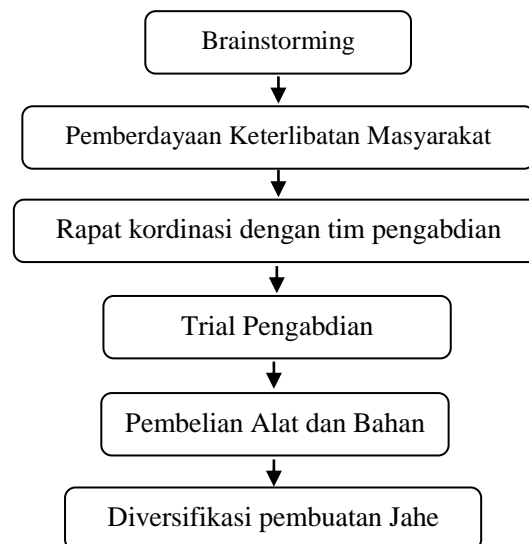 Brainstorming
Pemberdayaan Keterlibatan Masyarakat
Rapat kordinasi dengan tim pengabdian
Trial Pengabdian
Pembelian Alat dan Bahan
Diversifikasi pembuatan Jahe